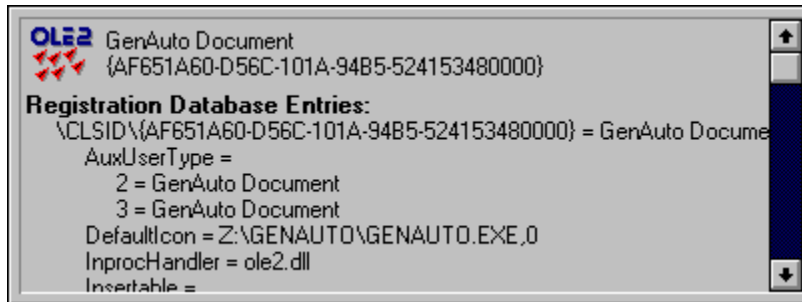 OLE2 GenAuto Document
{AF651A60-D56C-101A-94B5-524153480000}
Registration Database Entries:
\CLSID\{AF651A60-D56C-101A-94B5-524153480000} = GenAuto Docume
AuxUserType =
2 = GenAuto Document
3 = GenAuto Document
DefaultIcon = Z:\GENAUTO\GENAUTO.EXE,0
InprocHandler = ole2.dll
Insertable =